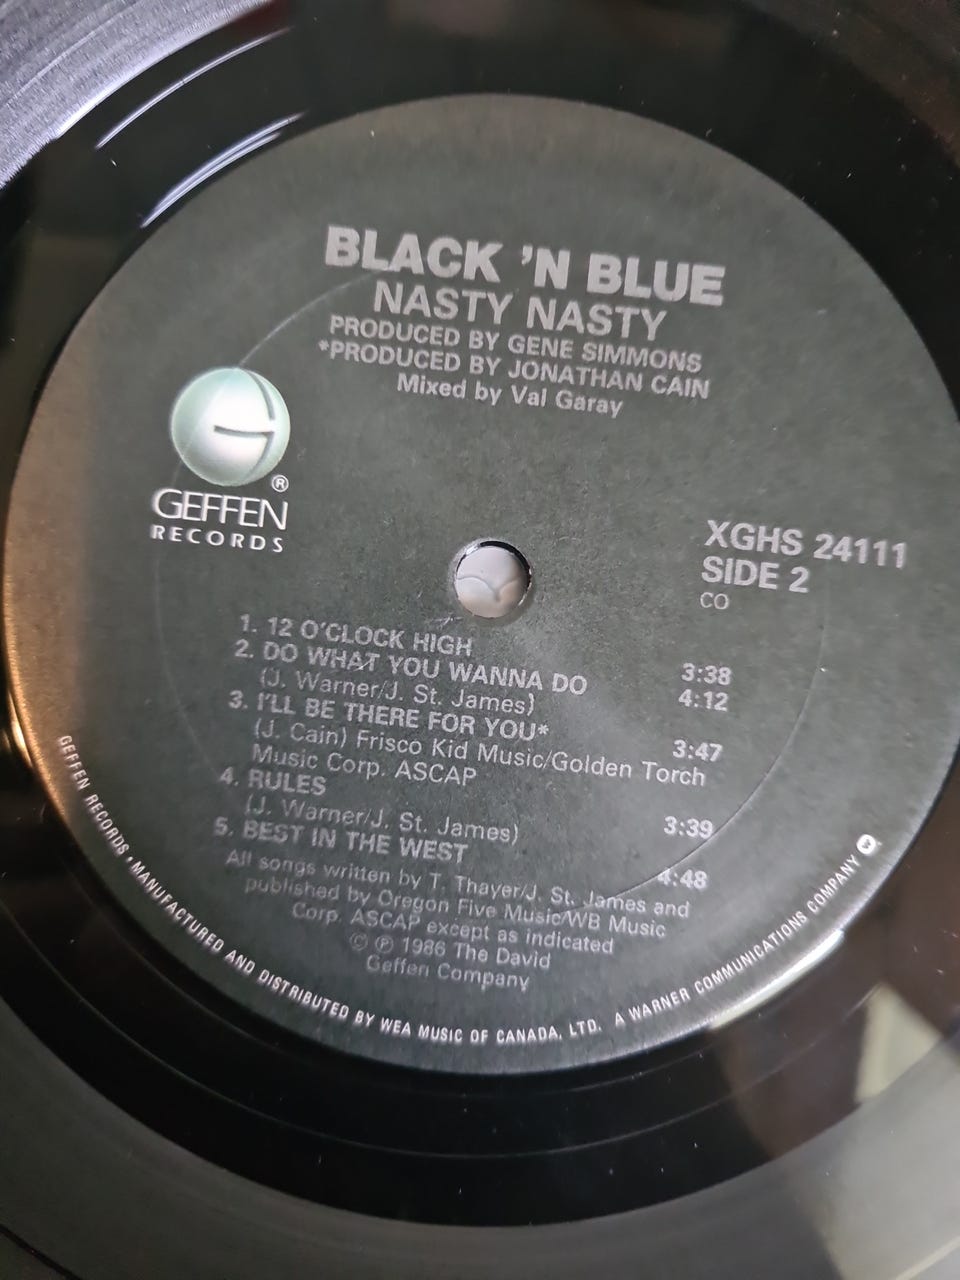 BLACK 'N BLUE
NASTY NASTY
PRODUCED BY GENE SIMMONS
*PRODUCED BY JONATHAN CAIN
Mixed by Val Garay
G
GEFFEN®
RECORDS
XGHS 24111
SIDE 2
CO
1. 12 O'CLOCK HIGH 3:38
2. DO WHAT YOU WANNA DO 4:12
(J. Warner/J. St. James)
3. I'LL BE THERE FOR YOU* 3:47
(J. Cain) Frisco Kid Music/Golden Torch
Music Corp. ASCAP
4. RULES 3:39
(J. Warner/J. St. James)
5. BEST IN THE WEST 4:48
All songs written by T. Thayer/J. St. James and
published by Oregon Five Music/WB Music
Corp. ASCAP except as indicated
© ℗ 1986 The David
Geffen Company
GEFFEN RECORDS • MANUFACTURED AND DISTRIBUTED BY WEA MUSIC OF CANADA, LTD. A WARNER COMMUNICATIONS COMPANY